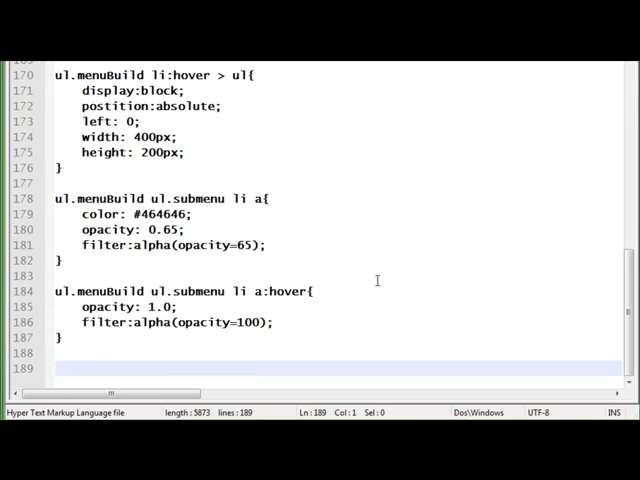 170 ul.menuBuild li:hover > ul{
171 display:block;
172 postition:absolute;
173 left: 0;
174 width: 400px;
175 height: 200px;
176 }
177
178 ul.menuBuild ul.submenu li a{
179 color: #464646;
180 opacity: 0.65;
181 filter:alpha(opacity=65);
182 }
183
184 ul.menuBuild ul.submenu li a:hover{
185 opacity: 1.0;
186 filter:alpha(opacity=100);
187 }
188
189
Hyper Text Markup Language file length : 5873 lines : 189 Ln : 189 Col : 1 Sel : 0 Dos\Windows UTF-8 INS